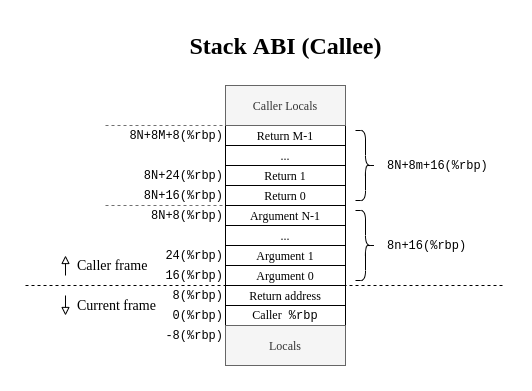 Stack ABI (Callee)
Caller Locals
8N+8M+8(%rbp) Return M-1
...
8N+24(%rbp) Return 1 8N+8m+16(%rbp)
8N+16(%rbp) Return 0
8N+8(%rbp) Argument N-1
...
8n+16(%rbp)
24(%rbp) Argument 1
Caller frame
16(%rbp) Argument 0
8(%rbp) Return address
Current frame
0(%rbp) Caller %rbp
-8(%rbp)
Locals